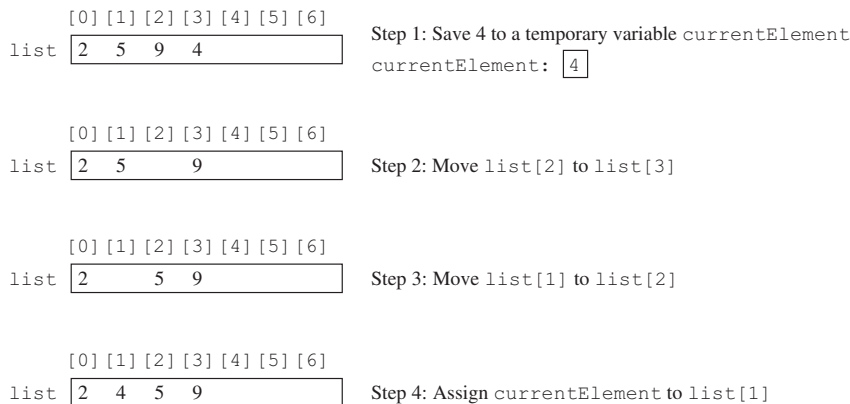 [0][1][2][3][4][5][6]
list 2 5 9 4
Step 1: Save 4 to a temporary variable currentElement
currentElement: 4
[0][1][2][3][4][5][6]
list 2 5 9
Step 2: Move list[2] to list[3]
[0][1][2][3][4][5][6]
list 2 5 9
Step 3: Move list[1] to list[2]
[0][1][2][3][4][5][6]
list 2 4 5 9
Step 4: Assign currentElement to list[1]